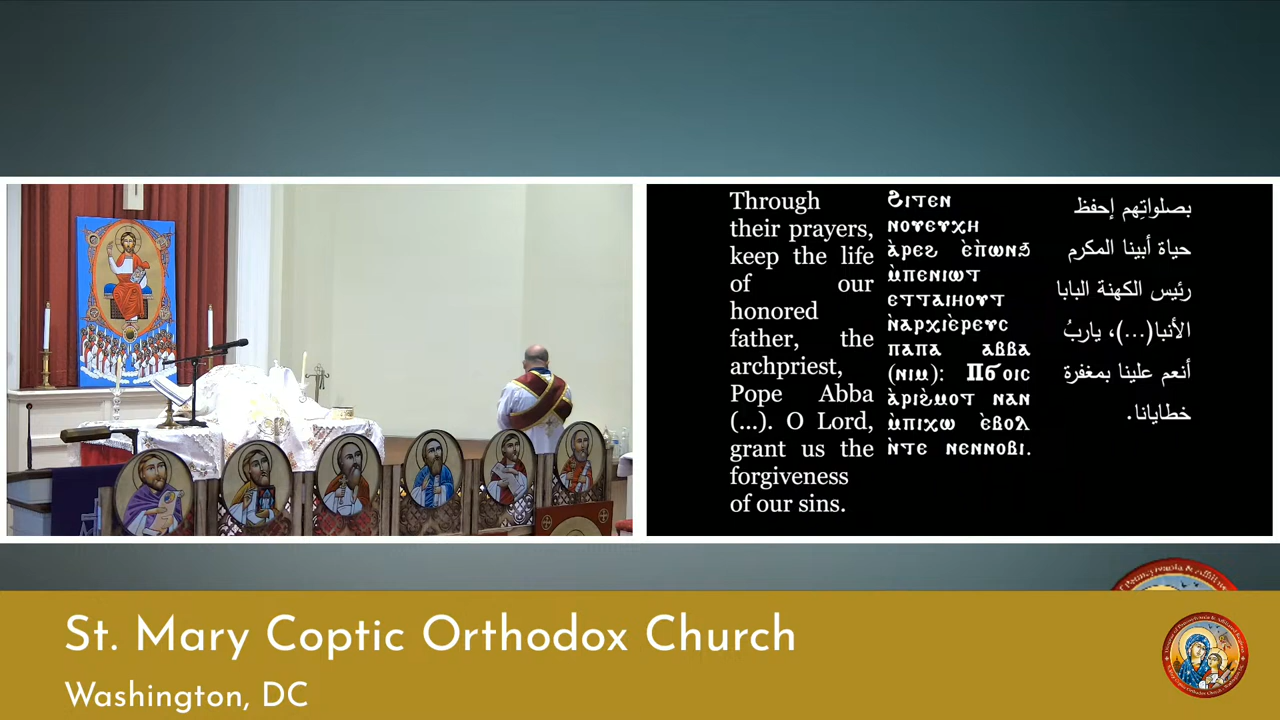 Through
their prayers,
keep the life
of our
honored
father, the
archpriest,
Pope Abba
(...). O Lord,
grant us the
forgiveness
of our sins.
Ϩⲓⲧⲉⲛ
ⲛⲟⲩⲉⲩⲭⲏ
ⲁ̀ⲣⲉϩ ⲉ̀ⲡ̀ⲱⲛϧ
ⲙ̀ⲡⲉⲛⲓⲱⲧ
ⲉⲧⲧⲁⲓⲏⲟⲩⲧ
ⲛ̀ⲁⲣⲭⲓⲉ̀ⲣⲉⲩⲥ
ⲡⲁⲡⲁ ⲁⲃⲃⲁ
(ⲛⲓⲙ): Ⲡϭⲟⲓⲥ
ⲁ̀ⲣⲓϩ̀ⲙⲟⲧ ⲛⲁⲛ
ⲙ̀ⲡⲓⲭⲱ ⲉ̀ⲃⲟⲗ
ⲛ̀ⲧⲉ ⲛⲉⲛⲛⲟⲃⲓ.
بصلواتِهم إحفظ
حياة أبينا المكرم
رئيس الكهنة البابا
الأنبا(...)، ياربُ
أنعم علينا بمغفرة
خطايانا.
St. Mary Coptic Orthodox Church
Washington, DC